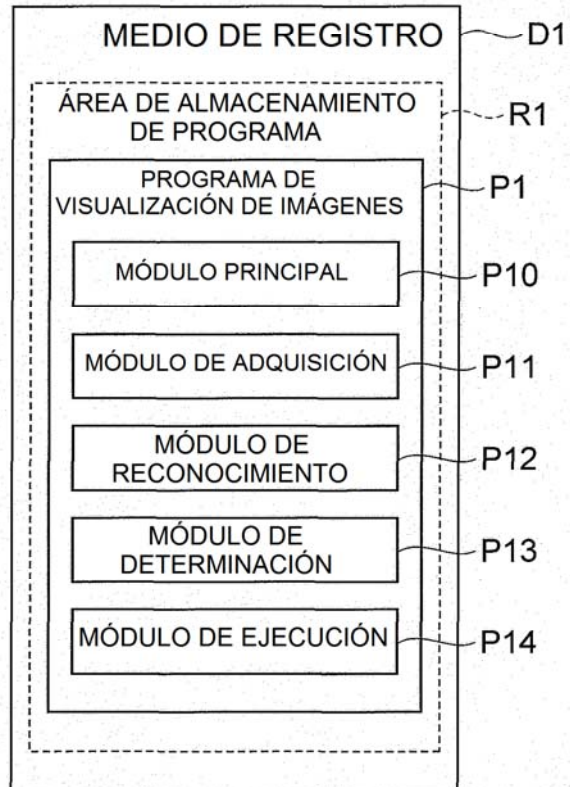 MEDIO DE REGISTRO D1
ÁREA DE ALMACENAMIENTO
DE PROGRAMA
R1
PROGRAMA DE
VISUALIZACIÓN DE IMÁGENES
P1
MÓDULO PRINCIPAL P10
MÓDULO DE ADQUISICIÓN P11
MÓDULO DE
RECONOCIMIENTO
P12
MÓDULO DE
DETERMINACIÓN
P13
MÓDULO DE EJECUCIÓN P14